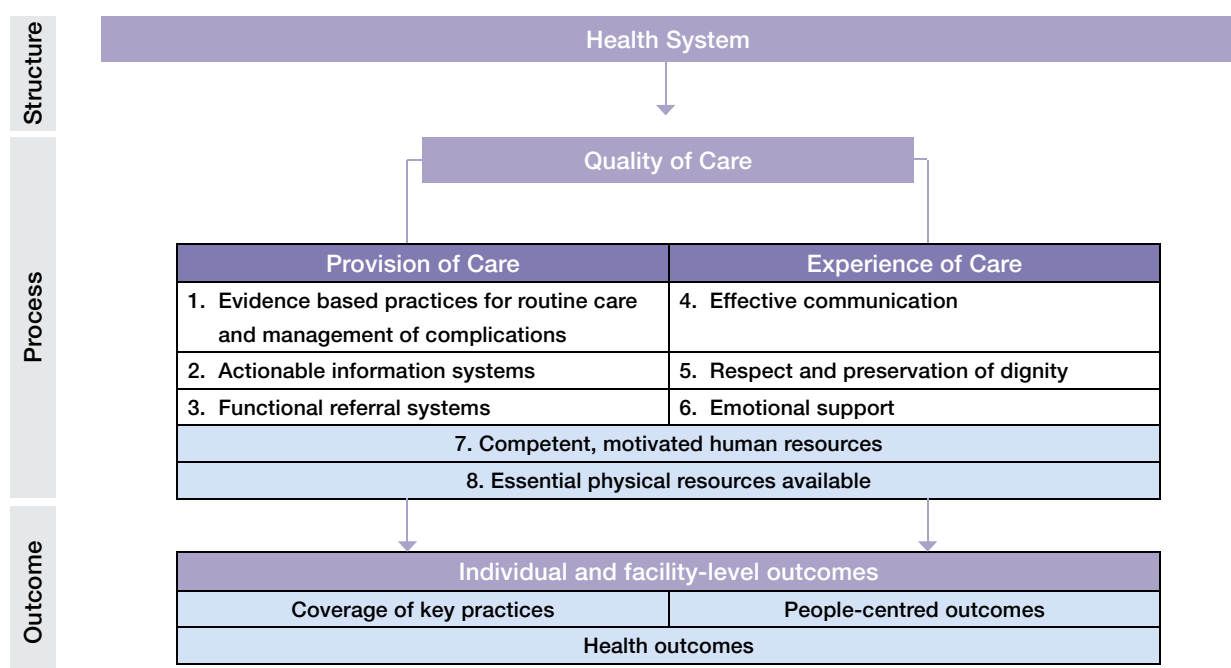 Structure
Health System
Process
Quality of Care
Provision of Care
Experience of Care
1. Evidence based practices for routine care
and management of complications
4. Effective communication
2. Actionable information systems
5. Respect and preservation of dignity
3. Functional referral systems
6. Emotional support
7. Competent, motivated human resources
8. Essential physical resources available
Outcome
Individual and facility-level outcomes
Coverage of key practices
People-centred outcomes
Health outcomes